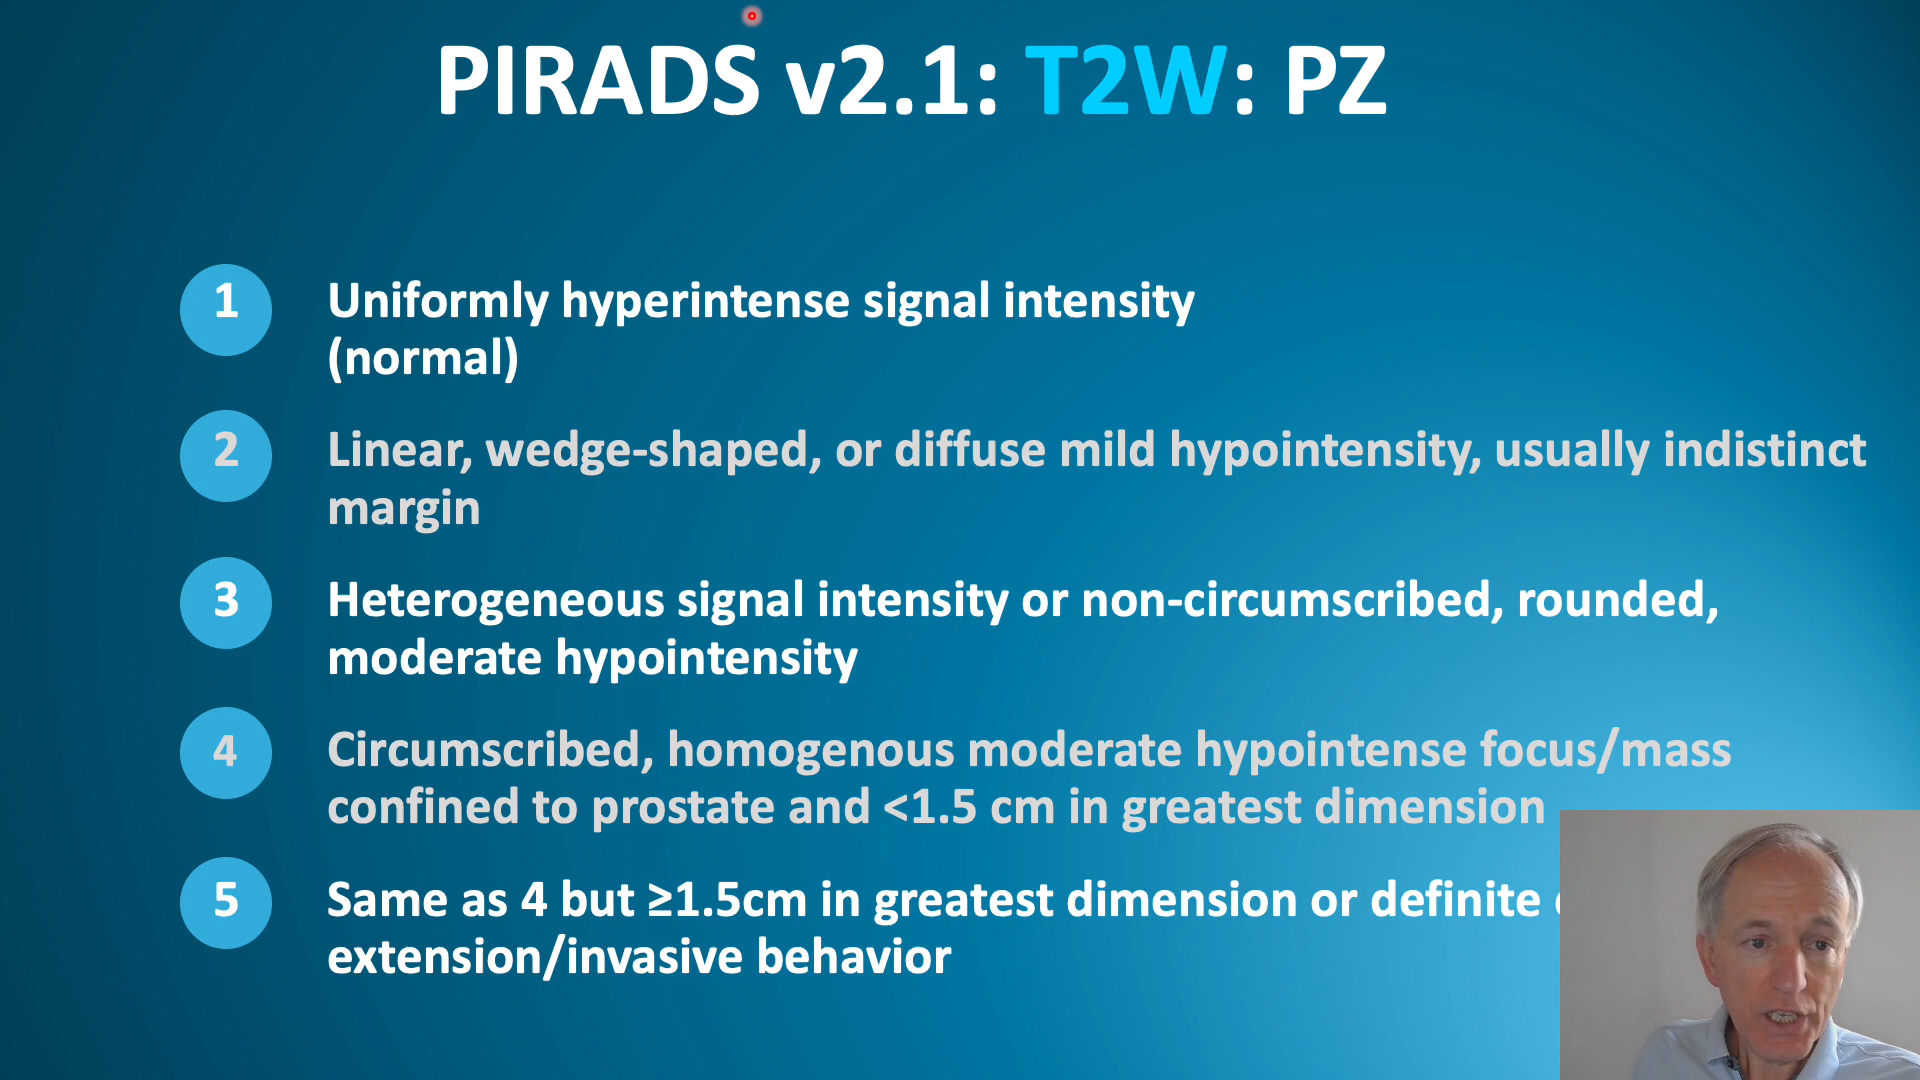 PIRADS v2.1: T2W: PZ
1 Uniformly hyperintense signal intensity
(normal)
2 Linear, wedge-shaped, or diffuse mild hypointensity, usually indistinct
margin
3 Heterogeneous signal intensity or non-circumscribed, rounded,
moderate hypointensity
4 Circumscribed, homogenous moderate hypointense focus/mass
confined to prostate and <1.5 cm in greatest dimension
5 Same as 4 but ≥1.5cm in greatest dimension or definite
extension/invasive behavior